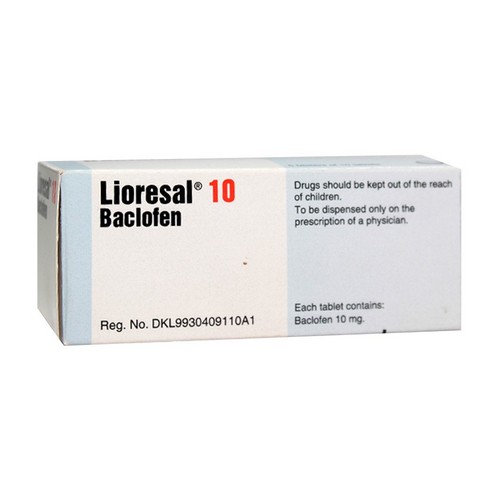 Lioresal® 10
Baclofen
Reg. No. DKL9930409110A1
Drugs should be kept out of the reach
of children.
To be dispensed only on the
prescription of a physician.
Each tablet contains:
Baclofen 10 mg.